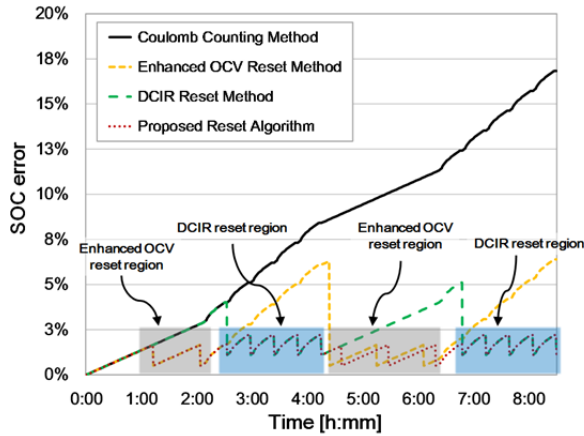 20%
18%
15%
13%
10%
8%
5%
3%
0%
SOC error
Coulomb Counting Method
Enhanced OCV Reset Method
DCIR Reset Method
Proposed Reset Algorithm
Enhanced OCV
reset region
DCIR reset region
Enhanced OCV
reset region
DCIR reset region
0:00 1:00 2:00 3:00 4:00 5:00 6:00 7:00 8:00
Time [h:mm]